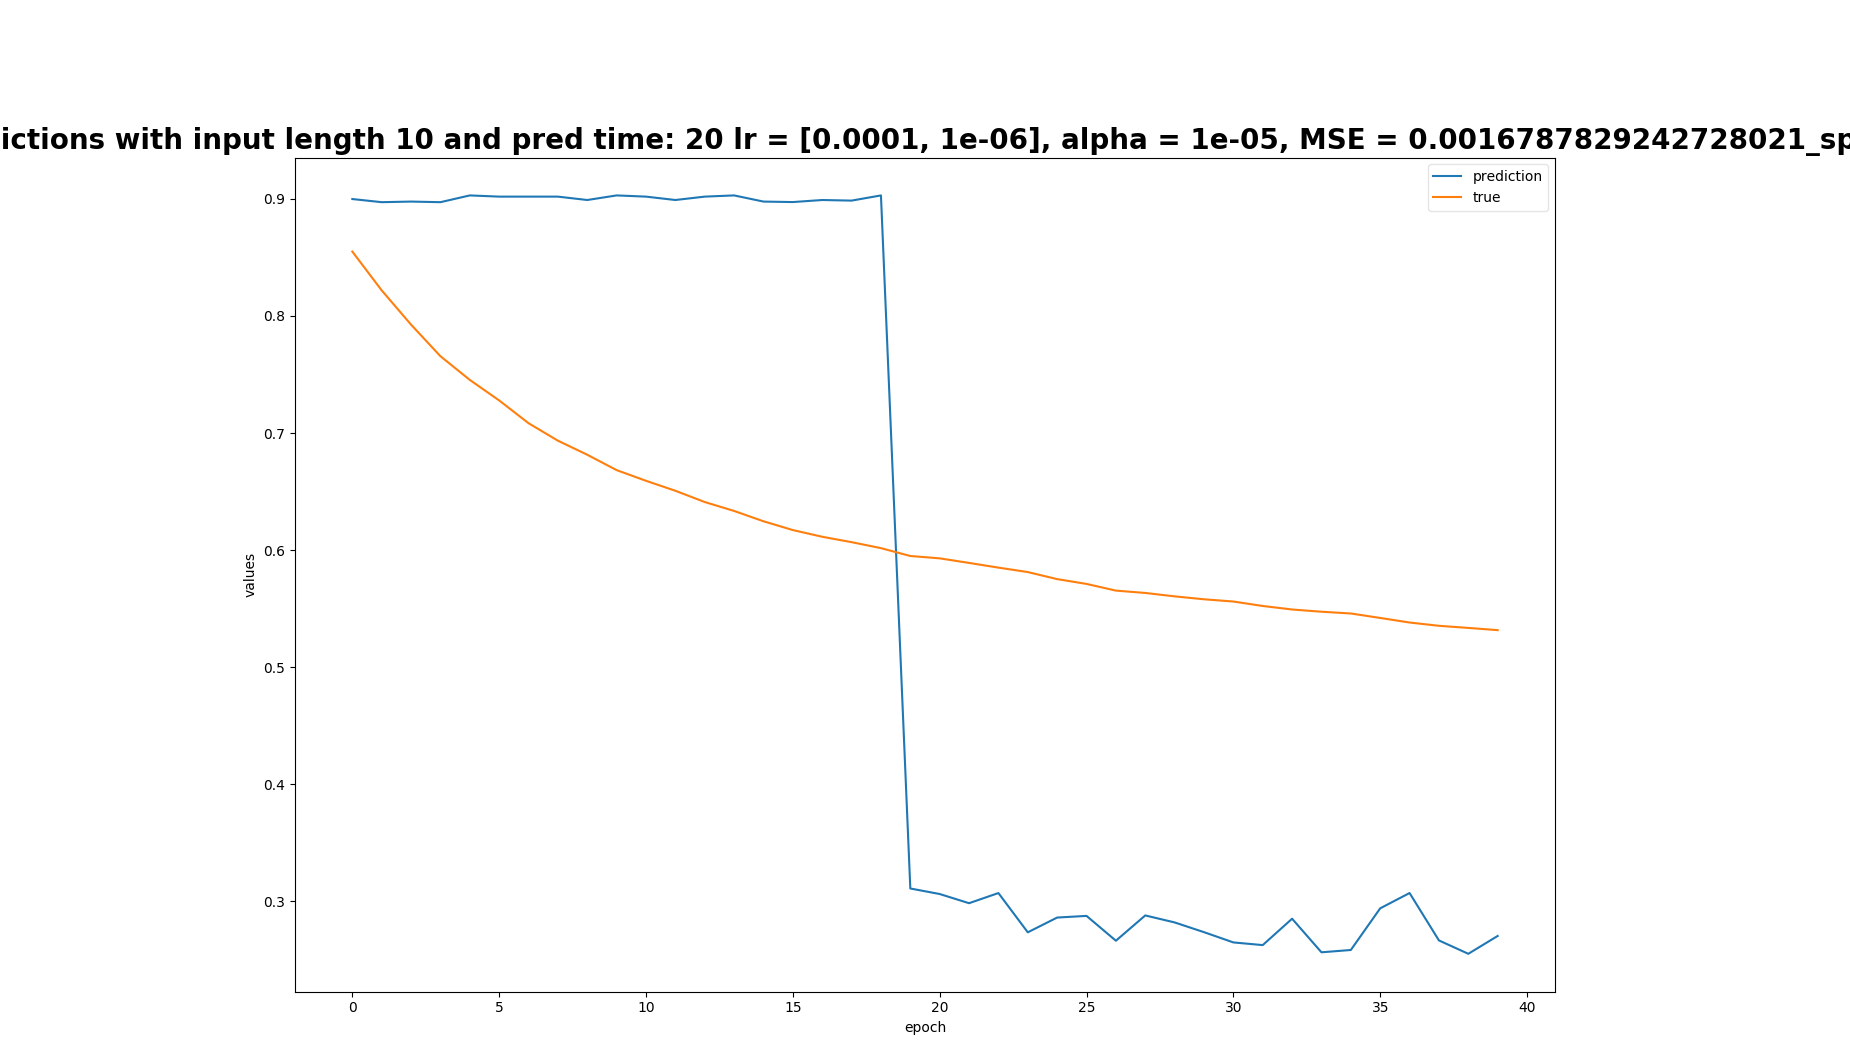 ictions with input length 10 and pred time: 20 lr = [0.0001, 1e-06], alpha = 1e-05, MSE = 0.0016787829242728021_sp
prediction
true
0.9
0.8
0.7
0.6
0.5
0.4
0.3
values
0 5 10 15 20 25 30 35 40
epoch